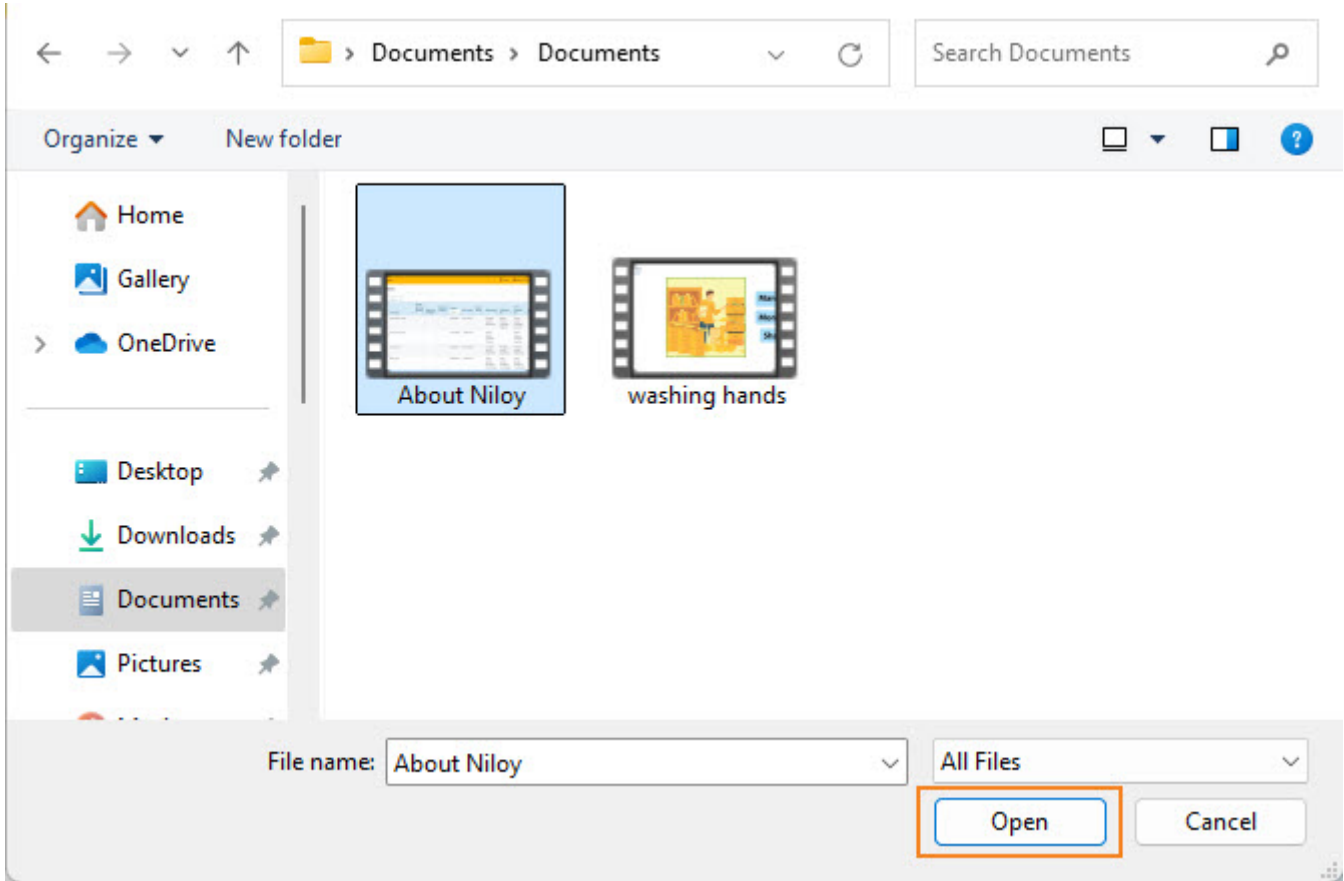 Documents > Documents
Search Documents
Organize
New folder
Home
Gallery
OneDrive
Desktop
Downloads
Documents
Pictures
About Niloy
washing hands
File name:
About Niloy
All Files
Open
Cancel